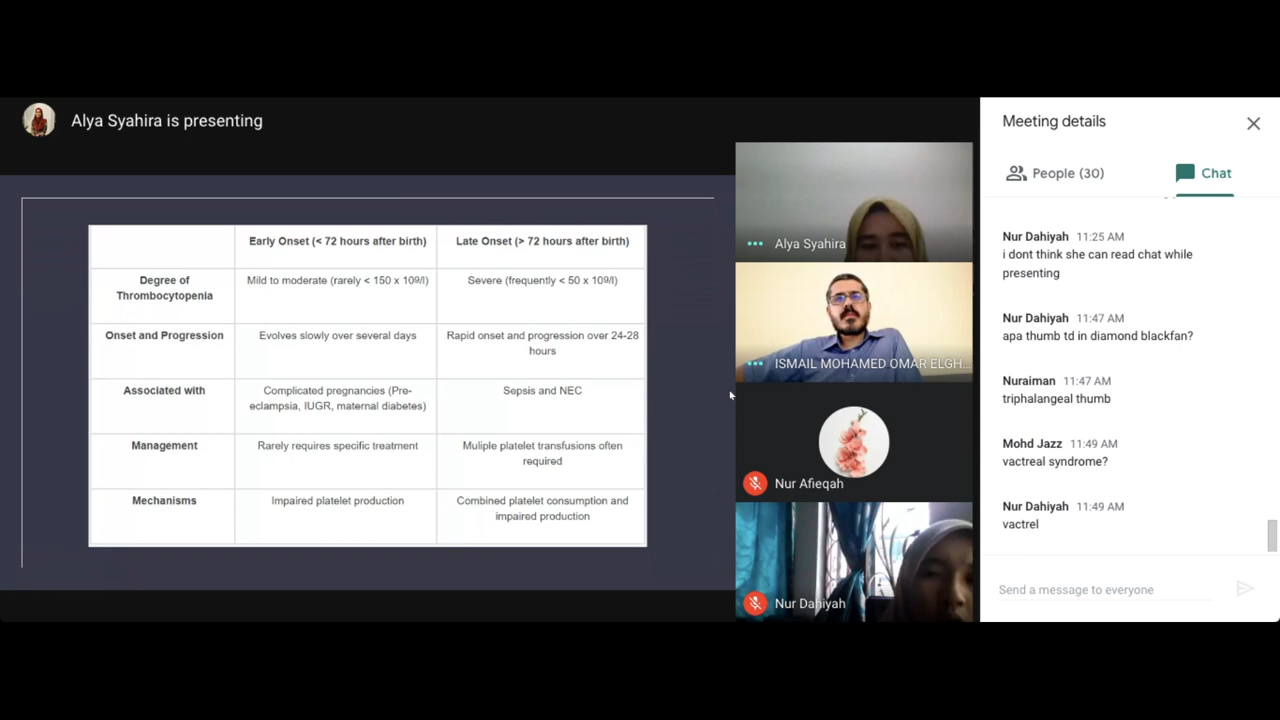 Alya Syahira is presenting
Early Onset (< 72 hours after birth)
Late Onset (> 72 hours after birth)
Degree of
Thrombocytopenia
Mild to moderate (rarely < 150 x 109/l)
Severe (frequently < 50 x 109/l)
Onset and Progression
Evolves slowly over several days
Rapid onset and progression over 24-28
hours
Associated with
Complicated pregnancies (Pre-
eclampsia, IUGR, maternal diabetes)
Sepsis and NEC
Management
Rarely requires specific treatment
Muliple platelet transfusions often
required
Mechanisms
Impaired platelet production
Combined platelet consumption and
impaired production
Alya Syahira
ISMAIL MOHAMED OMAR ELGH...
Nur Afieqah
Nur Dahiyah
Meeting details
People (30)
Chat
Nur Dahiyah 11:25 AM
i dont think she can read chat while
presenting
Nur Dahiyah 11:47 AM
apa thumb td in diamond blackfan?
Nuraiman 11:47 AM
triphalangeal thumb
Mohd Jazz 11:49 AM
vactreal syndrome?
Nur Dahiyah 11:49 AM
vactrel
Send a message to everyone